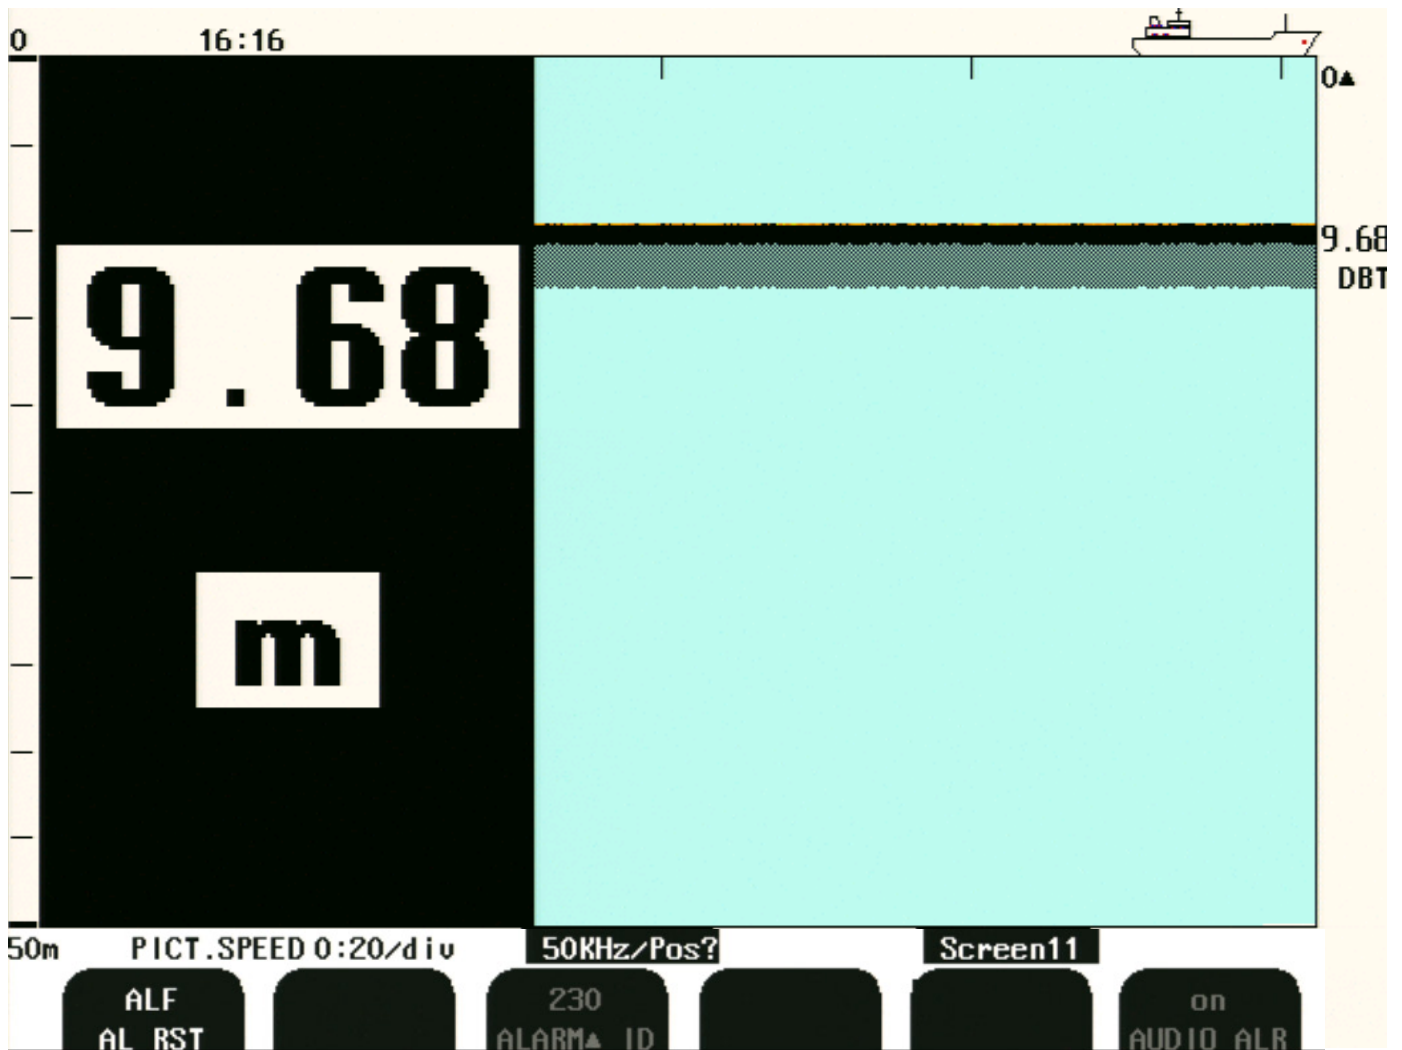 0 16:16
0▲
9.68
DBT
9.68
m
50m PICT.SPEED 0:20/div 50KHz/Pos? Screen11
ALF 230 on
AL RST ALARM▲ ID AUDIO ALR